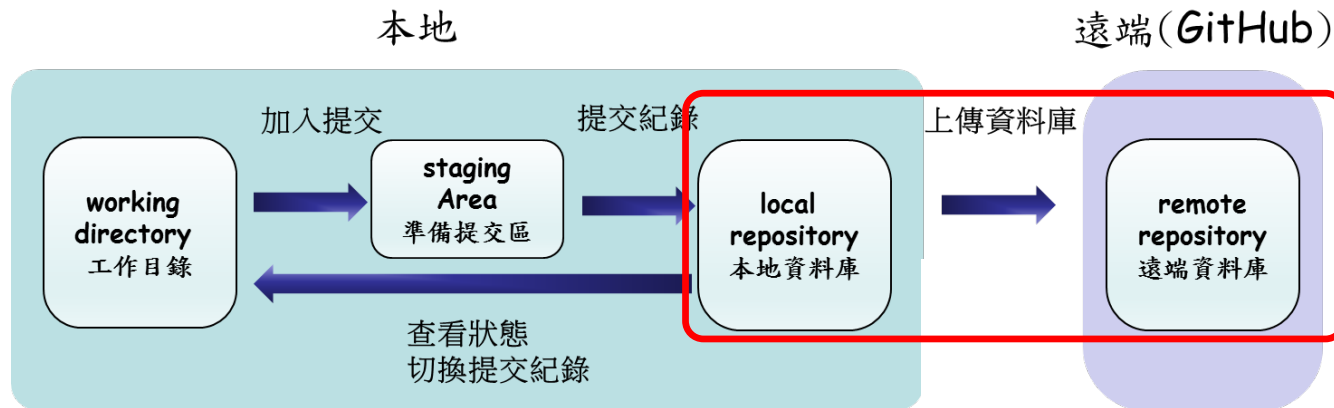 本地
遠端(GitHub)
加入提交
提交紀錄
上傳資料庫
working
directory
工作目錄
staging
Area
準備提交區
local
repository
本地資料庫
remote
repository
遠端資料庫
查看狀態
切換提交紀錄